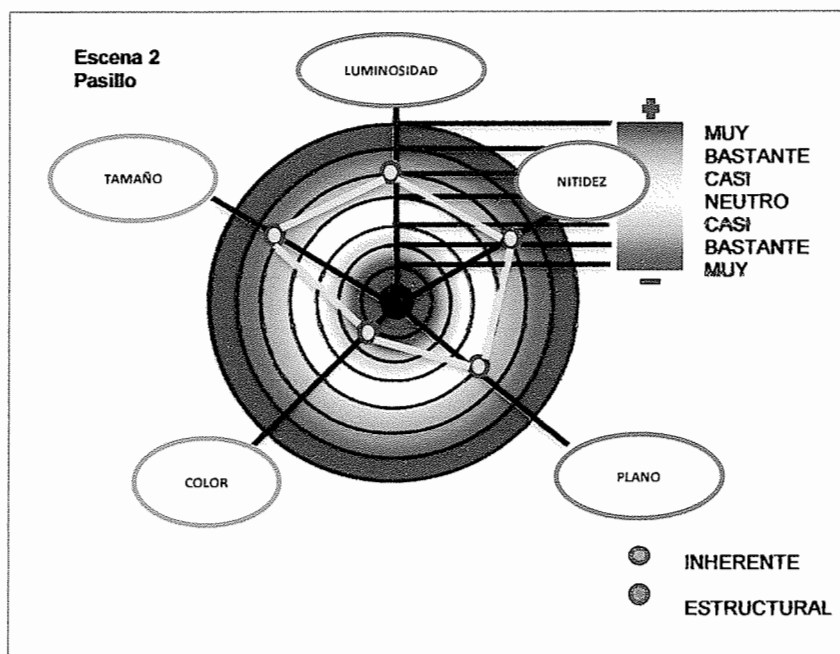 Escena 2
Pasillo
LUMINOSIDAD
TAMAÑO
NITIDEZ
COLOR
PLANO
+
MUY
BASTANTE
CASI
NEUTRO
CASI
BASTANTE
MUY
−
INHERENTE
ESTRUCTURAL